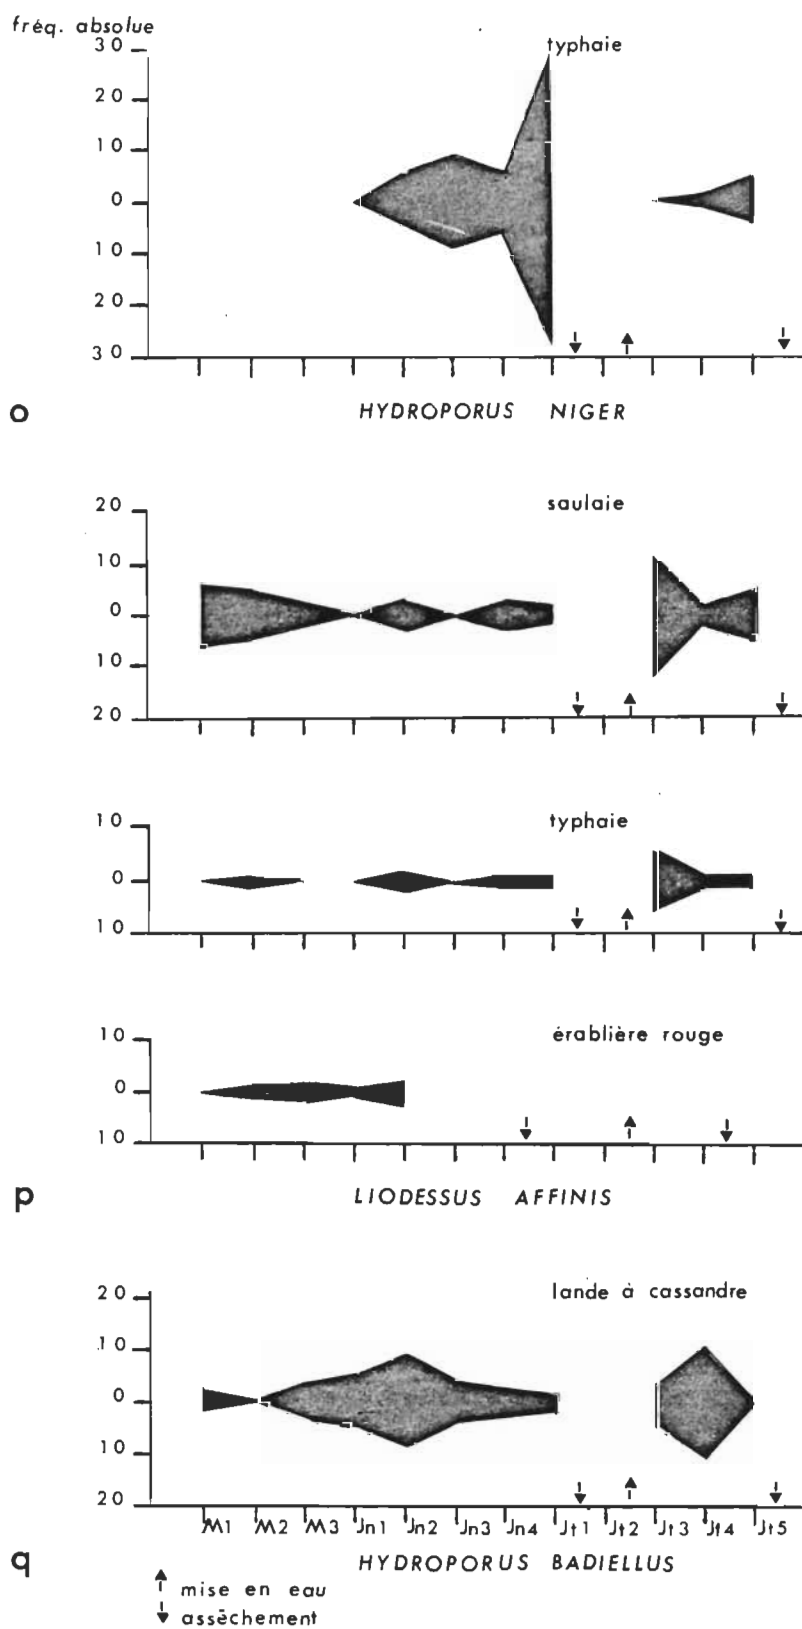 fréq. absolue
30
typhaie
20
10
0
10
20
30
o
HYDROPORUS NIGER
20
saulaie
10
0
10
20
10
typhaie
0
10
10
érablière rouge
0
10
p
LIODESSUS AFFINIS
20
lande à cassandre
10
0
10
20
M1 M2 M3 Jn1 Jn2 Jn3 Jn4 Jt1 Jt2 Jt3 Jt4 Jt5
q
HYDROPORUS BADIELLUS
mise en eau
assèchement